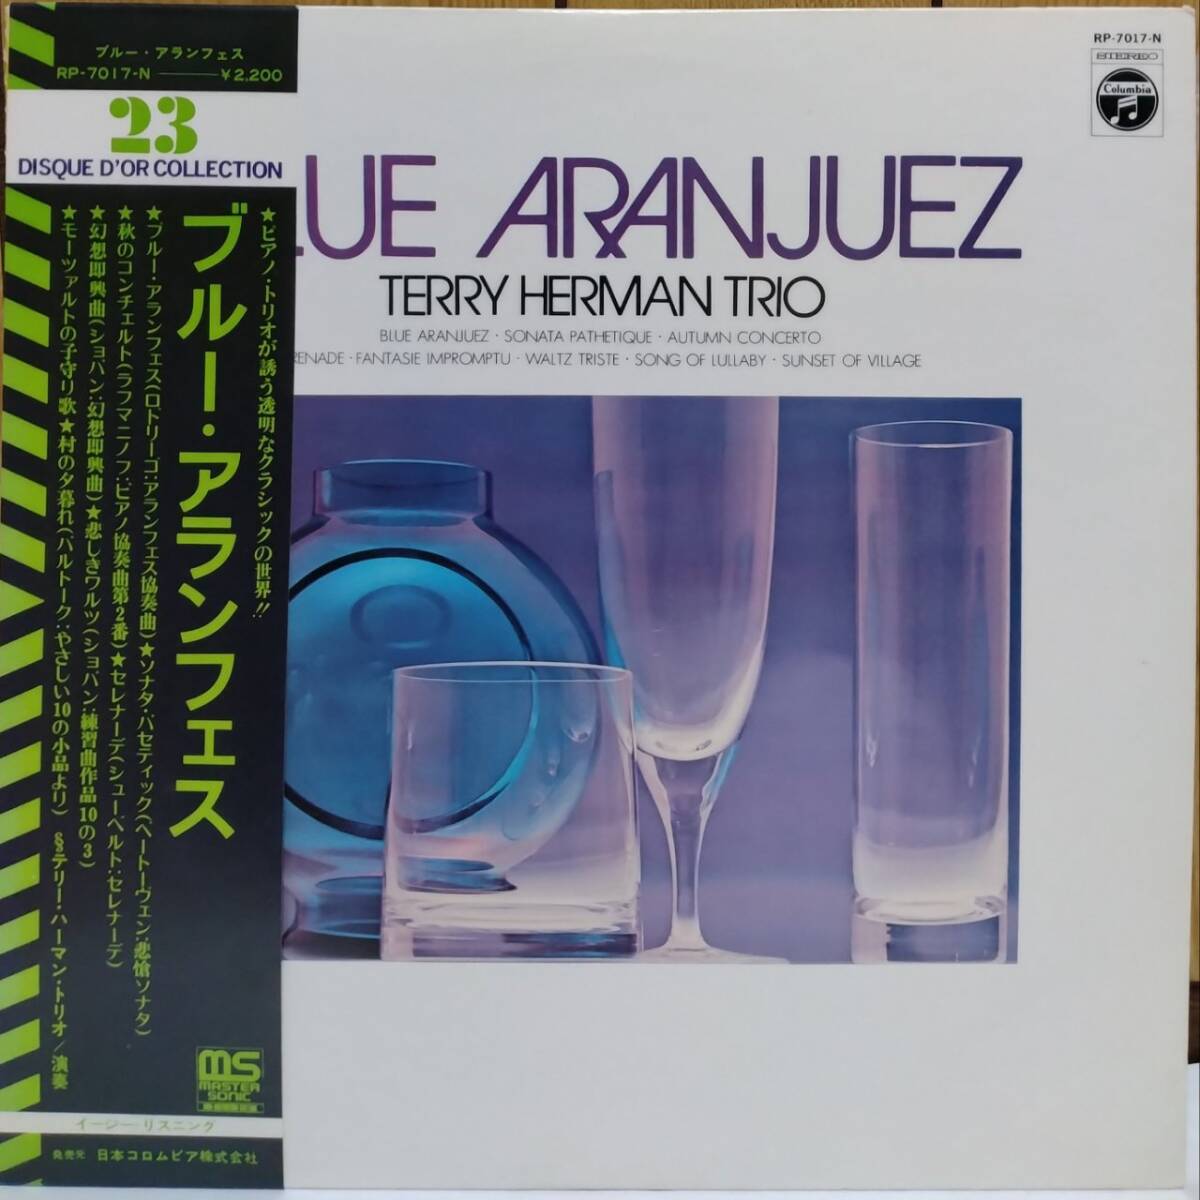 ブルー・アランフェス
RP-7017-N ¥2,200
23
DISQUE D'OR COLLECTION
★ピアノ・トリオが誘う透明なクラシックの世界!!
ブルー・アランフェス
★ブルー・アランフェス(ロドリーゴ:アランフェス協奏曲)★ソナタ・パセティック(ベートーヴェン:悲愴ソナタ)
★秋のコンチェルト(ラフマニノフ:ピアノ協奏曲第2番)★セレナーデ(シューベルト:セレナーデ)
★幻想即興曲(ショパン:幻想即興曲)★悲しきワルツ(ショパン:練習曲作品10の3)
★モーツァルトの子守り歌★村の夕暮れ(バルトーク:やさしい10の小品より) §テリー・ハーマン・トリオ/演奏
MS
MASTER
SONIC
イージー・リスニング
発売元 日本コロムビア株式会社
RP-7017-N
STEREO
Columbia
LUE ARANJUEZ
TERRY HERMAN TRIO
BLUE ARANJUEZ · SONATA PATHETIQUE · AUTUMN CONCERTO
RENADE · FANTASIE IMPROMPTU · WALTZ TRISTE · SONG OF LULLABY · SUNSET OF VILLAGE